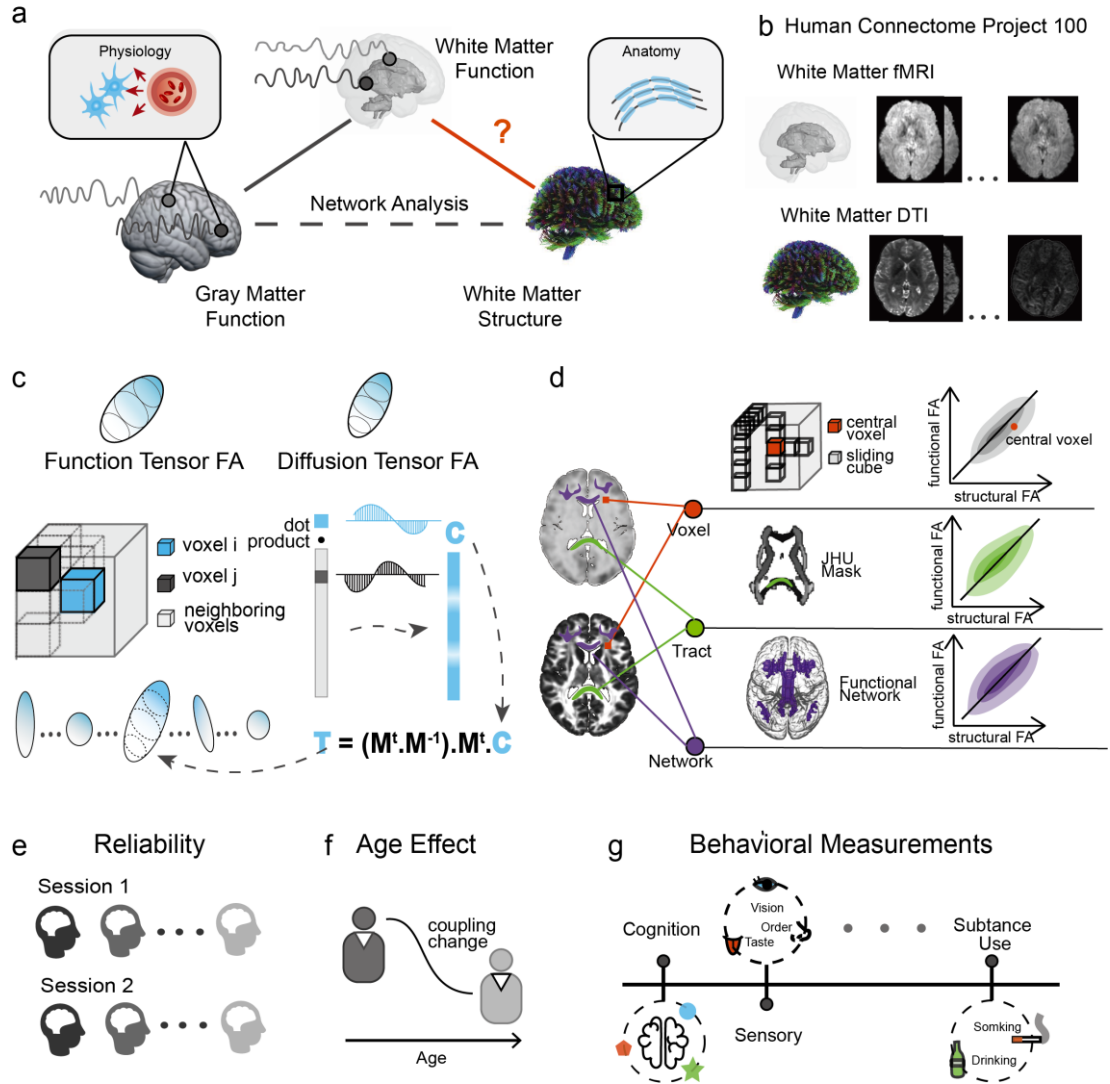 a
Physiology
White Matter
Function
Anatomy
?
Network Analysis
Gray Matter
Function
White Matter
Structure
b Human Connectome Project 100
White Matter fMRI
White Matter DTI
c
Function Tensor FA
Diffusion Tensor FA
voxel i
voxel j
neighboring
voxels
dot
product
C
T = (Mᵗ.M⁻¹).Mᵗ.C
d
central
voxel
sliding
cube
functional FA
central voxel
structural FA
Voxel
JHU
Mask
functional FA
structural FA
Tract
Functional
Network
functional FA
structural FA
Network
e Reliability
Session 1
Session 2
f Age Effect
coupling
change
Age
g Behavioral Measurements
Cognition
Vision
Order
Taste
Sensory
Subtance
Use
Somking
Drinking